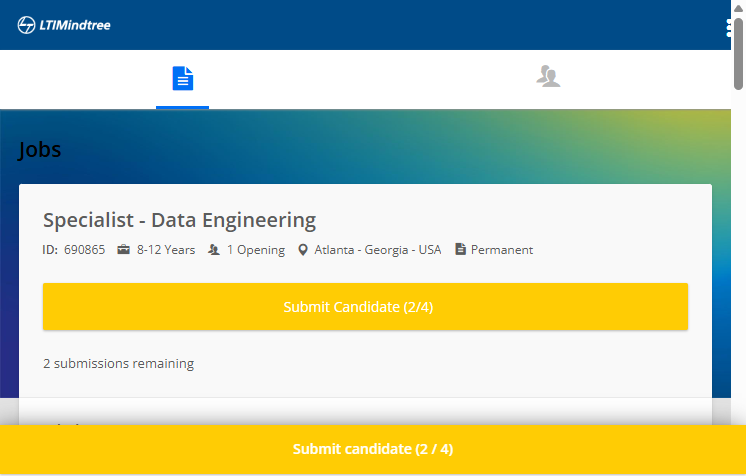 LTIMindtree
Jobs
Specialist - Data Engineering
ID: 690865 8-12 Years 1 Opening Atlanta - Georgia - USA Permanent
Submit Candidate (2/4)
2 submissions remaining
Submit candidate (2 / 4)